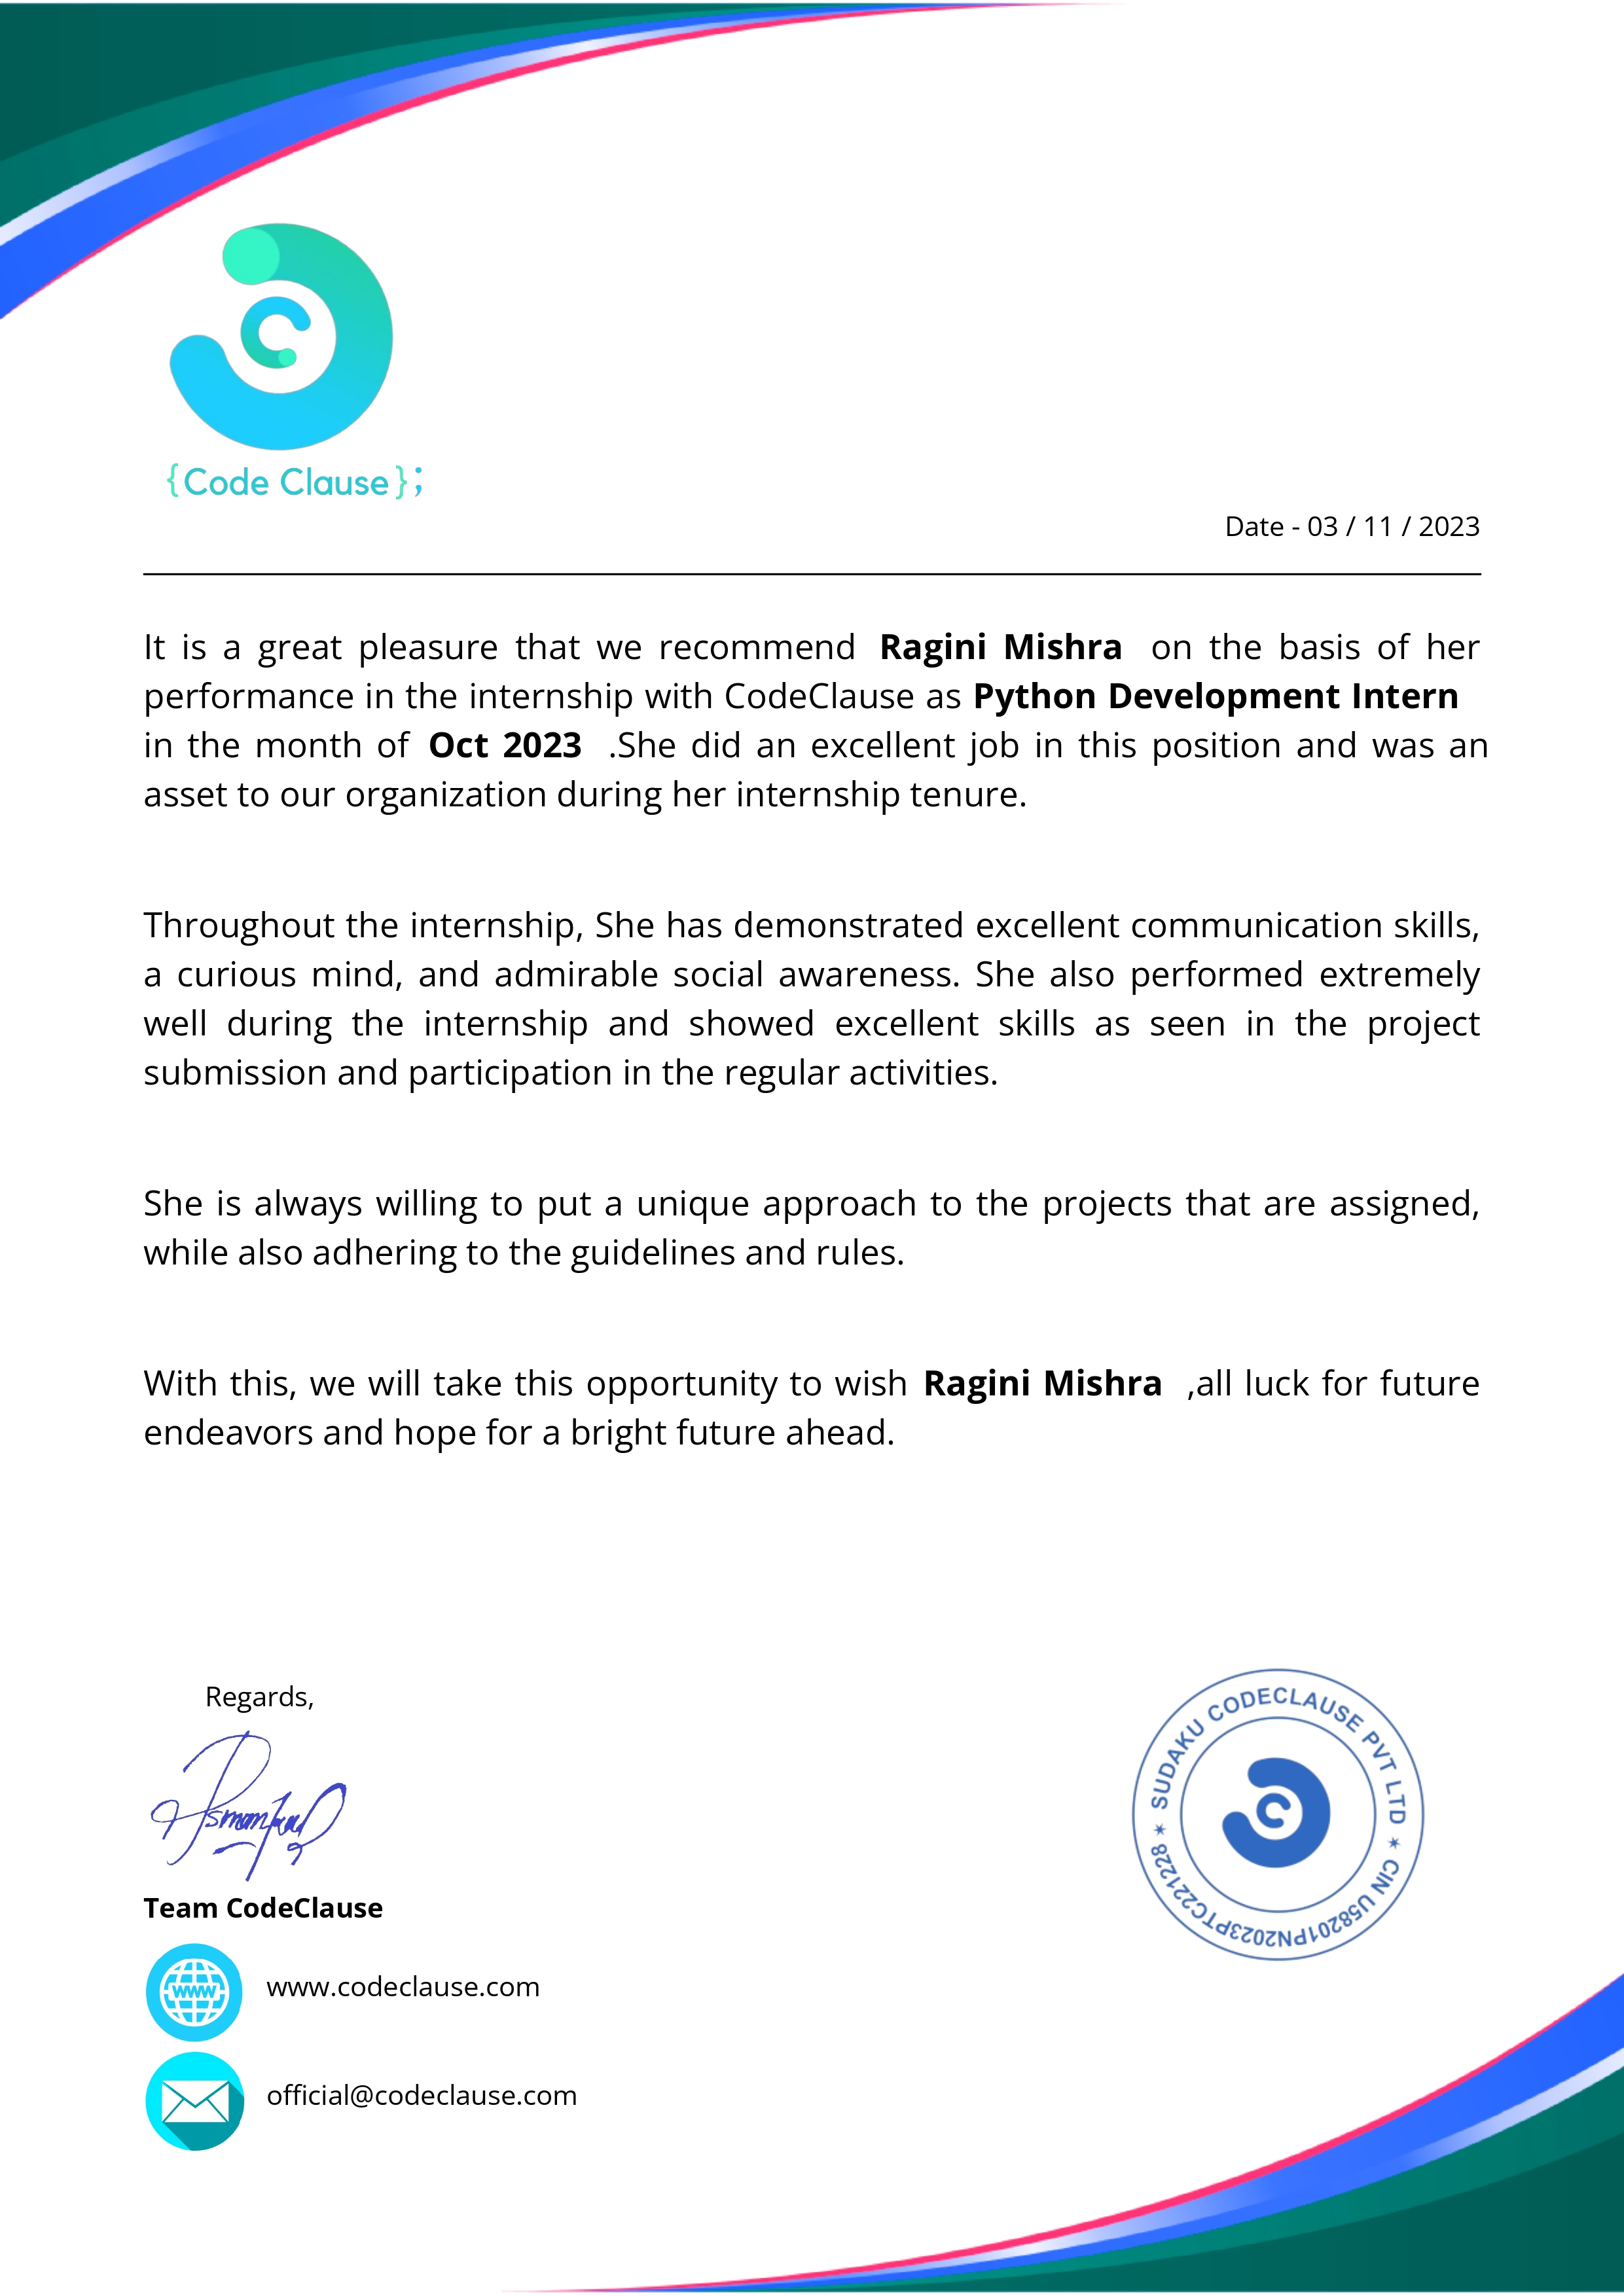 {Code Clause};
Date - 03 / 11 / 2023
It is a great pleasure that we recommend Ragini Mishra on the basis of her
performance in the internship with CodeClause as Python Development Intern
in the month of Oct 2023 .She did an excellent job in this position and was an
asset to our organization during her internship tenure.
Throughout the internship, She has demonstrated excellent communication skills,
a curious mind, and admirable social awareness. She also performed extremely
well during the internship and showed excellent skills as seen in the project
submission and participation in the regular activities.
She is always willing to put a unique approach to the projects that are assigned,
while also adhering to the guidelines and rules.
With this, we will take this opportunity to wish Ragini Mishra ,all luck for future
endeavors and hope for a bright future ahead.
Regards,
Team CodeClause
www
www.codeclause.com
official@codeclause.com
SUDAKU CODECLAUSE PVT LTD
CIN U58201PN2023PTC221228